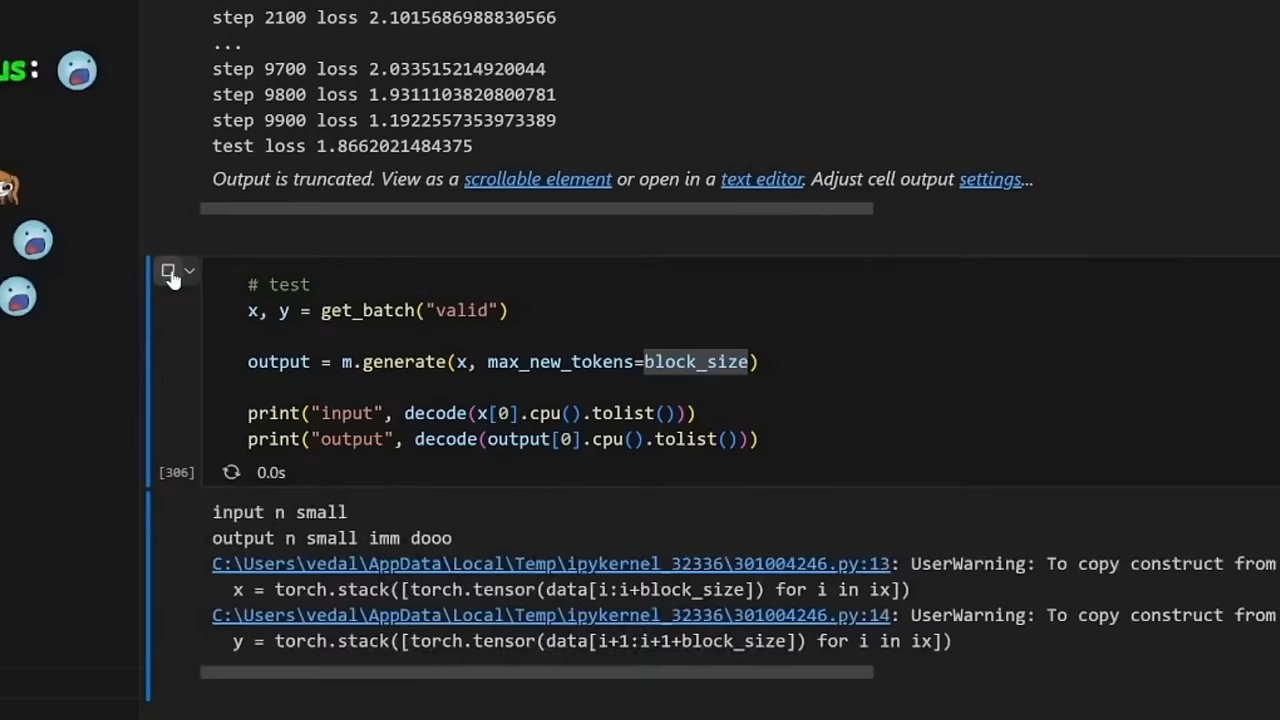 step 2100 loss 2.1015686988830566
...
us:
step 9700 loss 2.033515214920044
step 9800 loss 1.9311103820800781
step 9900 loss 1.1922557353973389
test loss 1.8662021484375
Output is truncated. View as a scrollable element or open in a text editor. Adjust cell output settings...
# test
x, y = get_batch("valid")
output = m.generate(x, max_new_tokens=block_size)
print("input", decode(x[0].cpu().tolist()))
print("output", decode(output[0].cpu().tolist()))
[306] 0.0s
input n small
output n small imm dooo
C:\Users\vedal\AppData\Local\Temp\ipykernel_32336\301004246.py:13: UserWarning: To copy construct from
x = torch.stack([torch.tensor(data[i:i+block_size]) for i in ix])
C:\Users\vedal\AppData\Local\Temp\ipykernel_32336\301004246.py:14: UserWarning: To copy construct from
y = torch.stack([torch.tensor(data[i+1:i+1+block_size]) for i in ix])